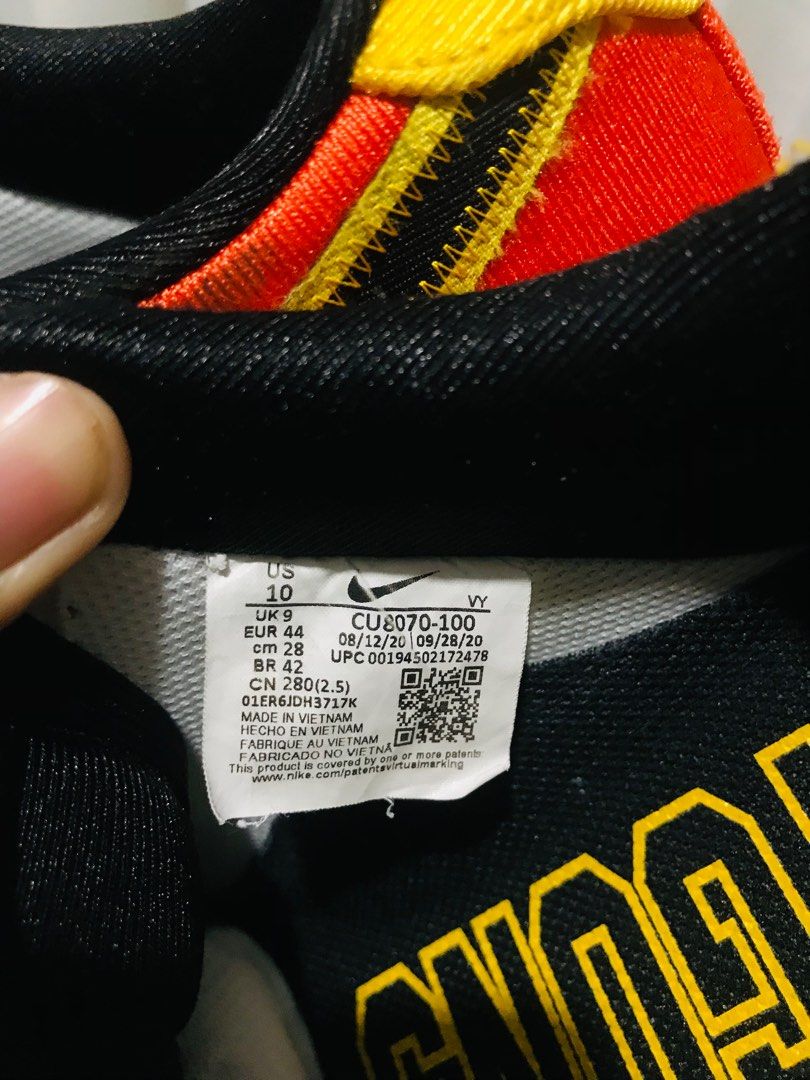 US
10
VY
UK 9
EUR 44
cm 28
BR 42
CN 280(2.5)
CU8070-100
08/12/20 09/28/20
UPC 00194502172478
01ER6JDH3717K
MADE IN VIETNAM
HECHO EN VIETNAM
FABRIQUE AU VIETNAM
FABRICADO NO VIETNÃ
This product is covered by one or more patents:
www.nike.com/patentsvirtualmarking